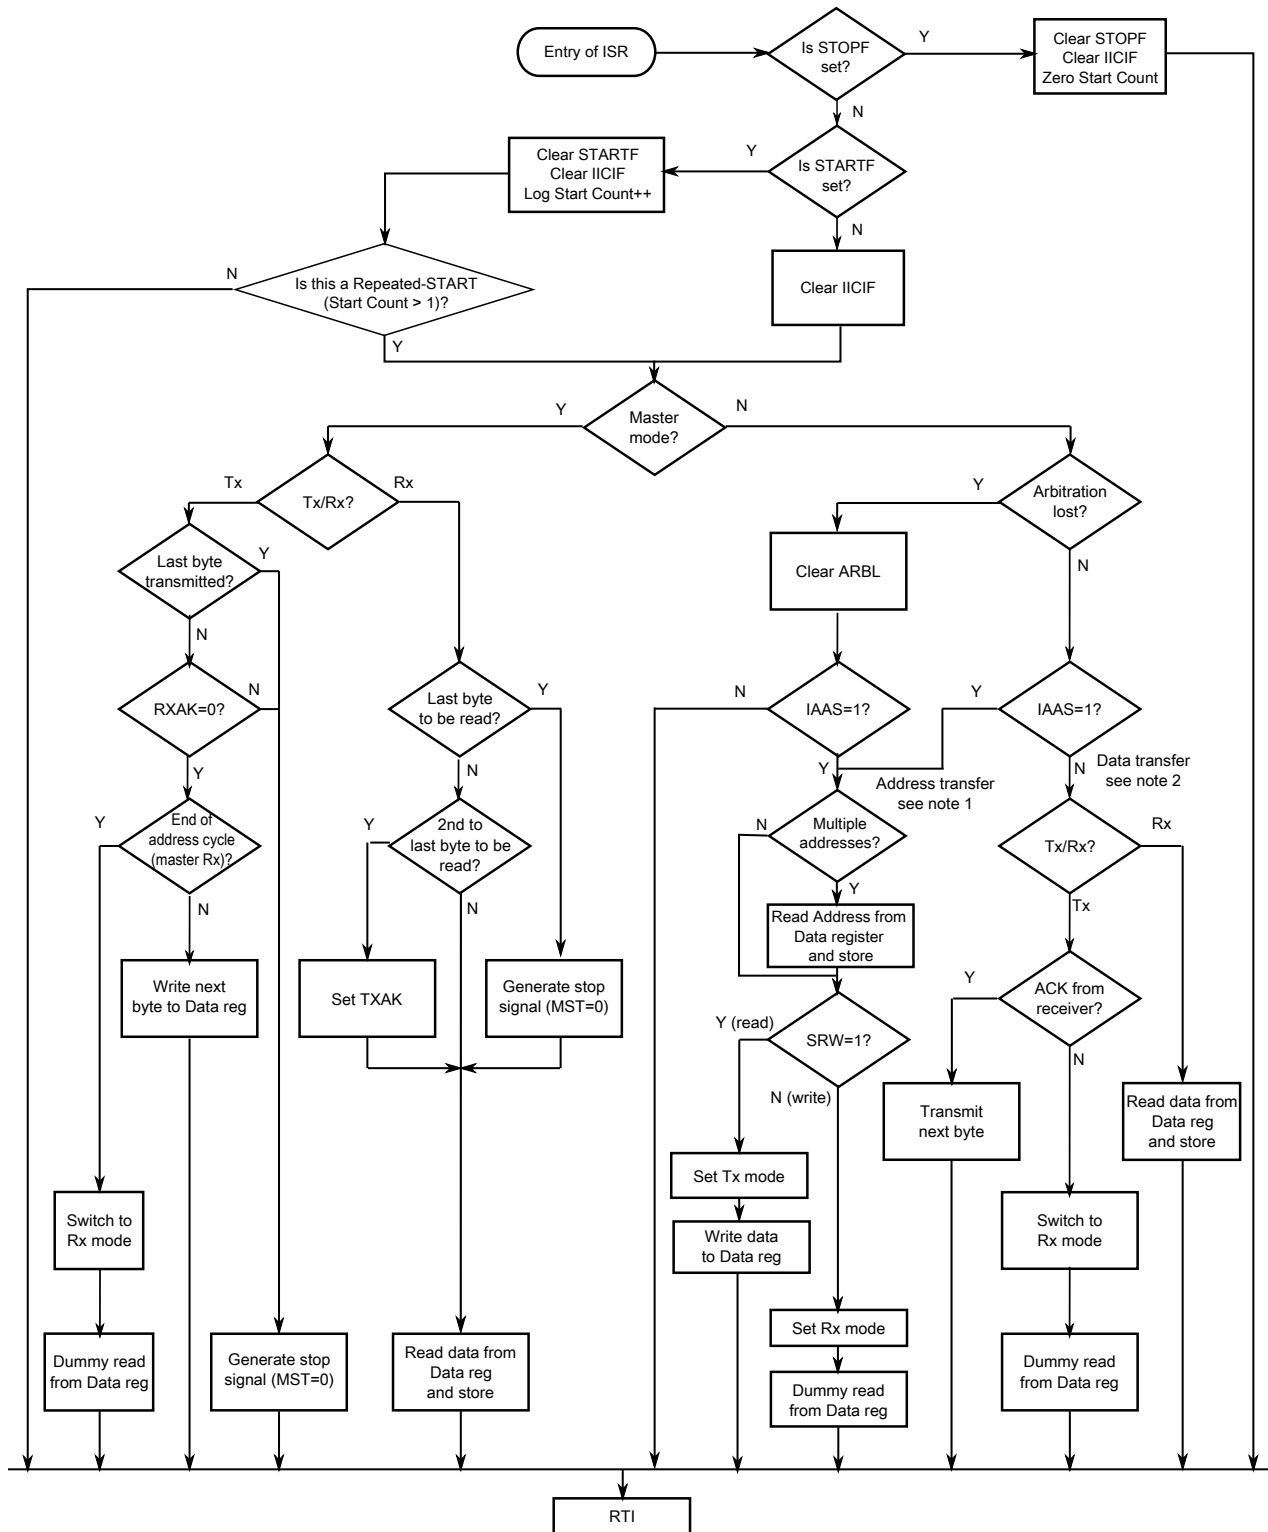 Entry of ISR
Is STOPF
set?
Y
Clear STOPF
Clear IICIF
Zero Start Count
N
Y
Clear STARTF
Clear IICIF
Log Start Count++
Is STARTF
set?
N
N
Is this a Repeated-START
(Start Count > 1)?
Clear IICIF
Y
Y
Master
mode?
N
Tx
Tx/Rx?
Rx
Y
Arbitration
lost?
Last byte
transmitted?
Y
Clear ARBL
N
N
RXAK=0?
N
Last byte
to be read?
Y
N
IAAS=1?
Y
IAAS=1?
Y
N
Y
Address transfer
see note 1
N
Data transfer
see note 2
Y
End of
address cycle
(master Rx)?
Y
2nd to
last byte to be
read?
N
Multiple
addresses?
Tx/Rx?
Rx
N
N
Y
Tx
Read Address from
Data register
and store
Write next
byte to Data reg
Set TXAK
Generate stop
signal (MST=0)
Y
ACK from
receiver?
Y (read)
SRW=1?
N
N (write)
Transmit
next byte
Read data from
Data reg
and store
Set Tx mode
Switch to
Rx mode
Write data
to Data reg
Switch to
Rx mode
Set Rx mode
Dummy read
from Data reg
Generate stop
signal (MST=0)
Read data from
Data reg
and store
Dummy read
from Data reg
Dummy read
from Data reg
RTI